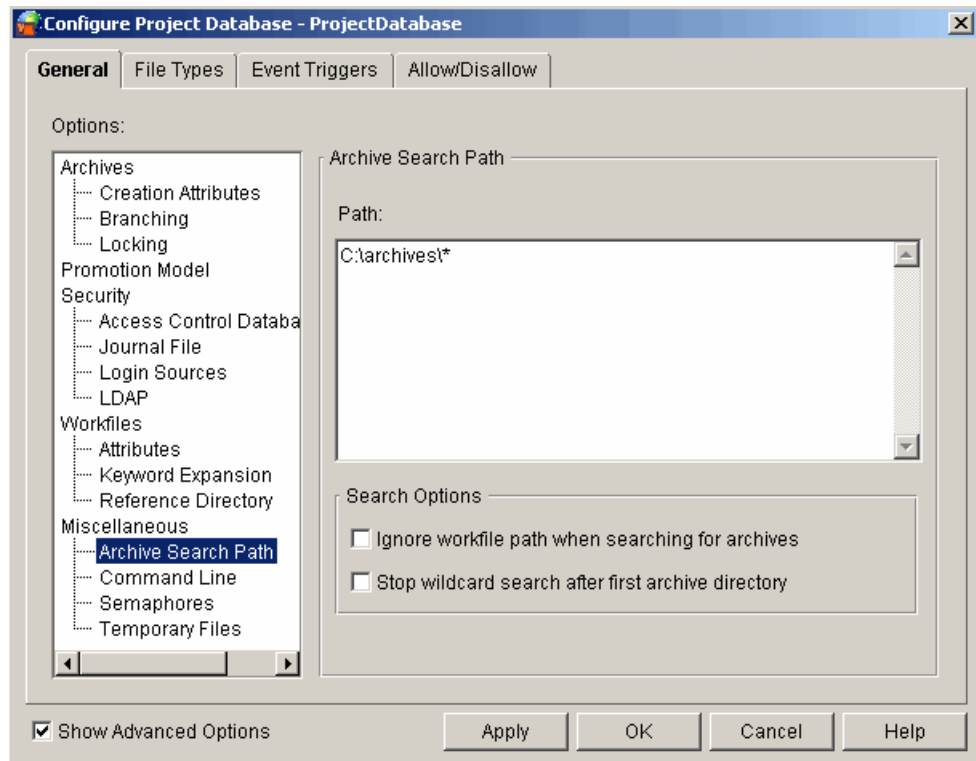 Configure Project Database - ProjectDatabase
General File Types Event Triggers Allow/Disallow
Options:
Archives
Creation Attributes
Branching
Locking
Promotion Model
Security
Access Control Databa
Journal File
Login Sources
LDAP
Workfiles
Attributes
Keyword Expansion
Reference Directory
Miscellaneous
Archive Search Path
Command Line
Semaphores
Temporary Files
Archive Search Path
Path:
C:\archives\*
Search Options
Ignore workfile path when searching for archives
Stop wildcard search after first archive directory
Show Advanced Options
Apply OK Cancel Help